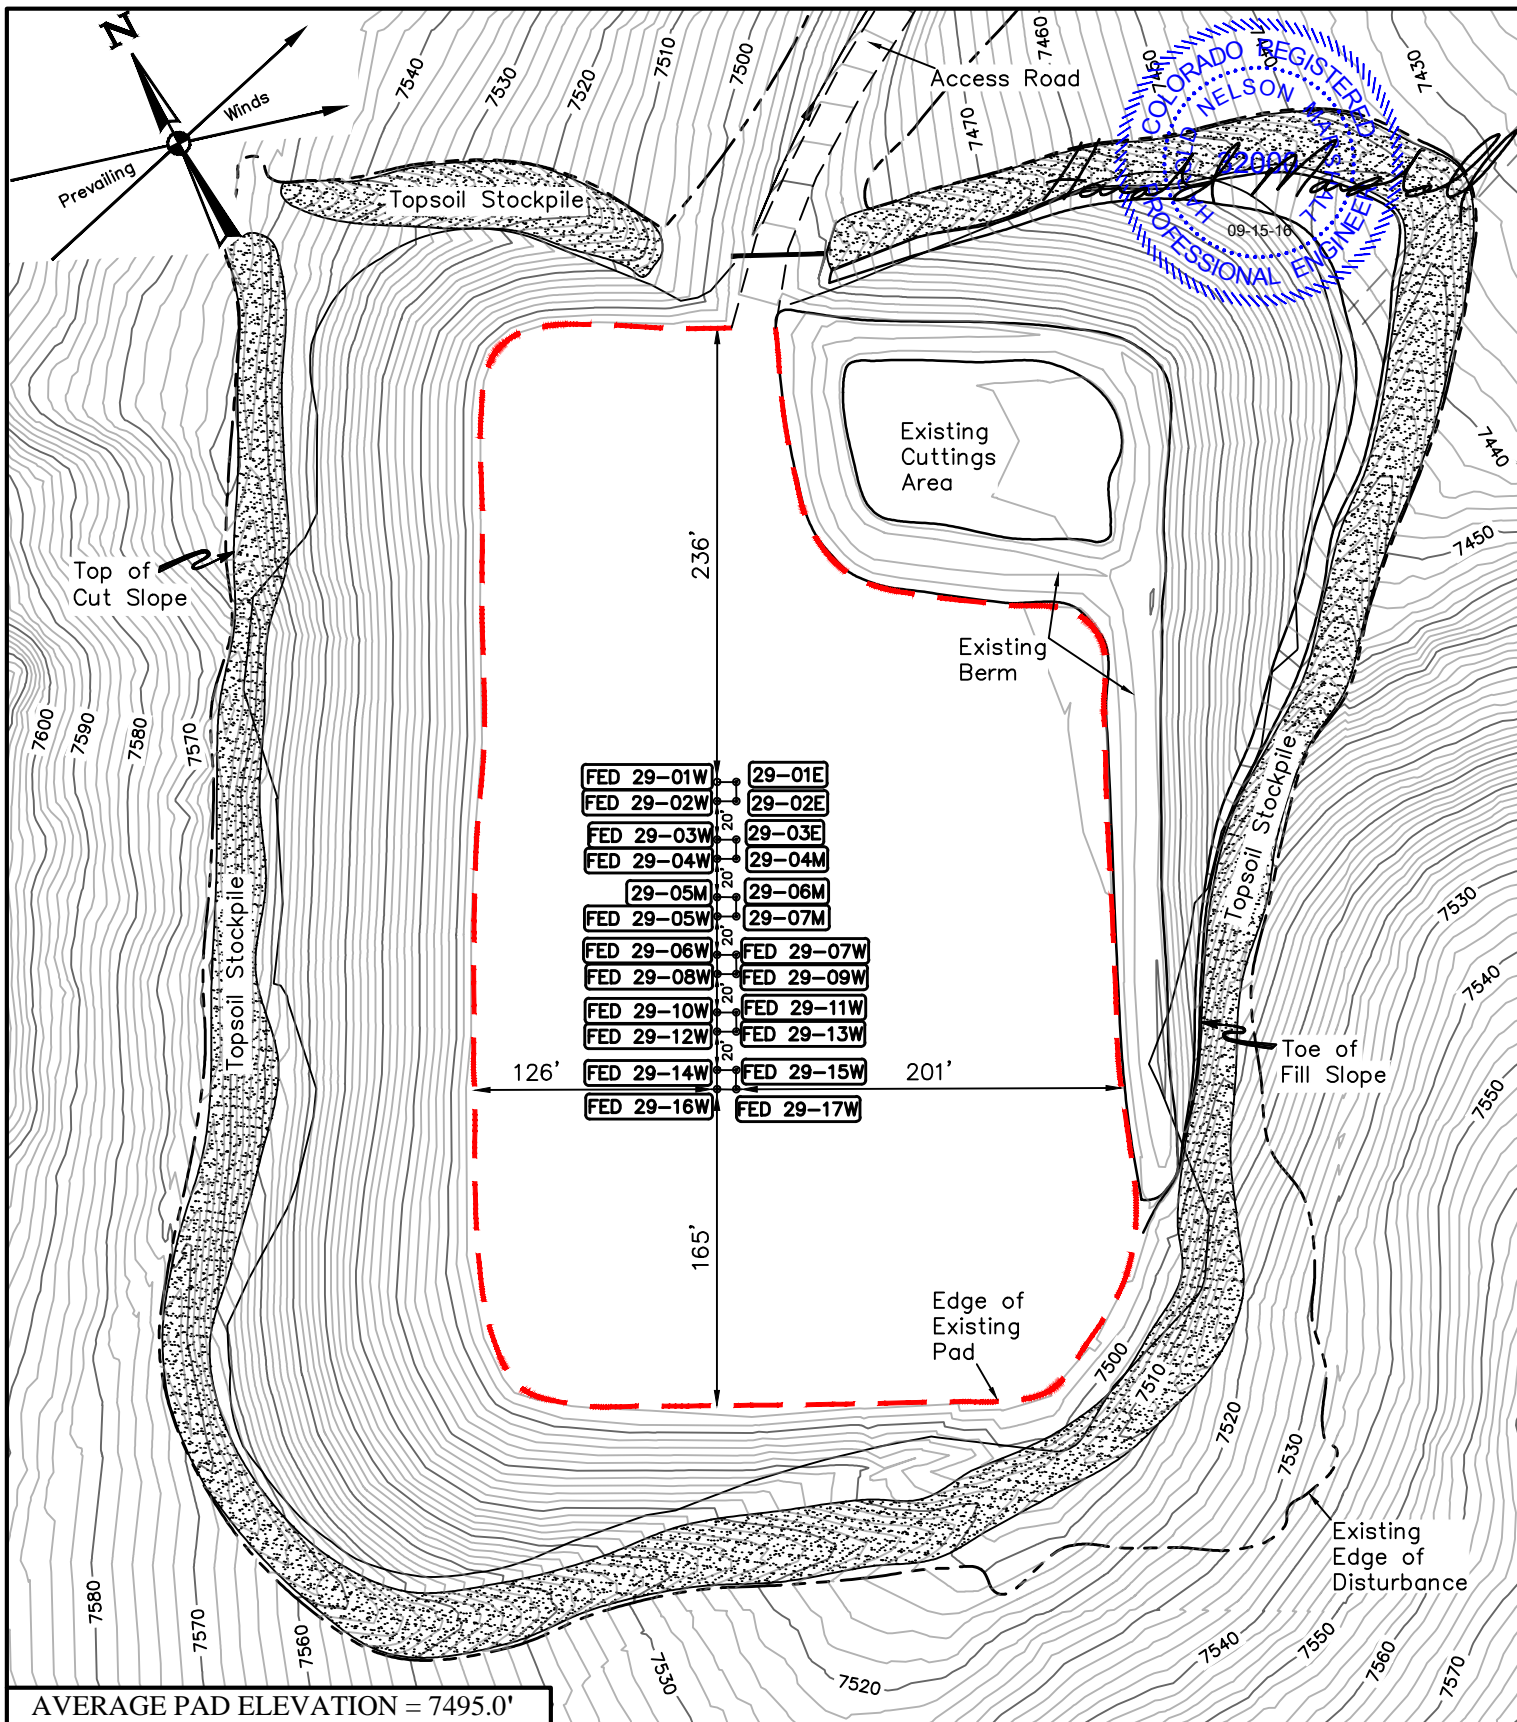 N
Winds
Prevailing
7540
7530
7520
7510
7500
7460
7450
7470
7430
Access Road
COLORADO REGISTERED
PROFESSIONAL ENGINEER
NELSON MARSHALL
32000
09-15-16
Topsoil Stockpile
Existing
Cuttings
Area
7440
7450
236'
Top of
Cut Slope
Existing
Berm
7600
7590
7580
7570
Topsoil Stockpile
Topsoil Stockpile
FED 29-01W
29-01E
FED 29-02W
29-02E
20'
FED 29-03W
29-03E
FED 29-04W
29-04M
20'
29-05M
29-06M
FED 29-05W
29-07M
20'
FED 29-06W
FED 29-07W
FED 29-08W
FED 29-09W
20'
FED 29-10W
FED 29-11W
FED 29-12W
FED 29-13W
20'
FED 29-14W
FED 29-15W
FED 29-16W
FED 29-17W
126'
201'
7530
7540
7550
Toe of
Fill Slope
165'
Edge of
Existing
Pad
7500
7510
7520
7530
Existing
Edge of
Disturbance
7580
7570
7560
7530
7520
7540
7550
7560
7570
AVERAGE PAD ELEVATION = 7495.0'